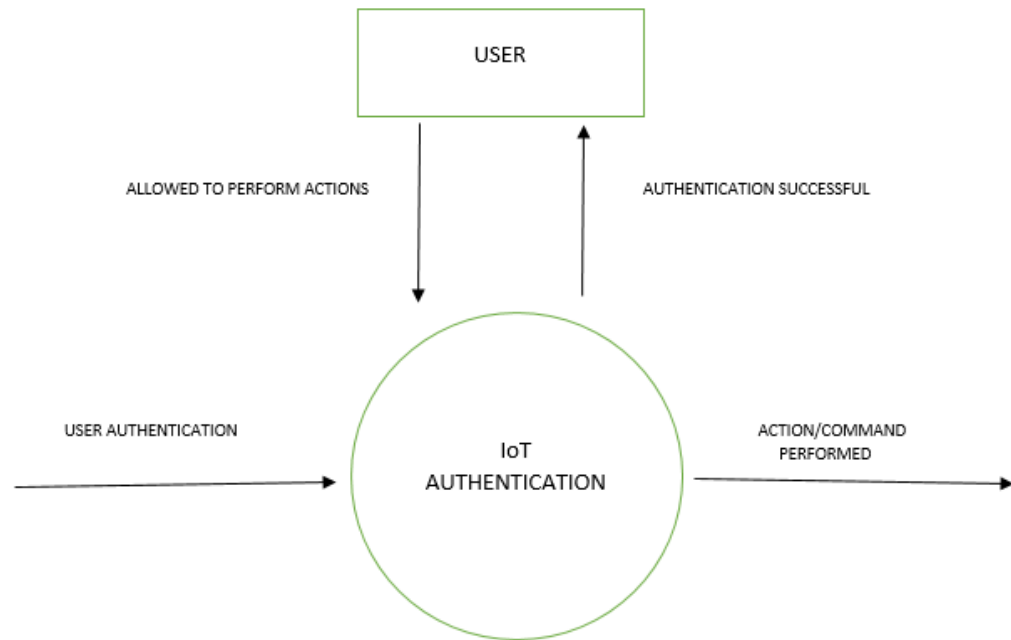 USER
ALLOWED TO PERFORM ACTIONS
AUTHENTICATION SUCCESSFUL
USER AUTHENTICATION
IoT
AUTHENTICATION
ACTION/COMMAND
PERFORMED